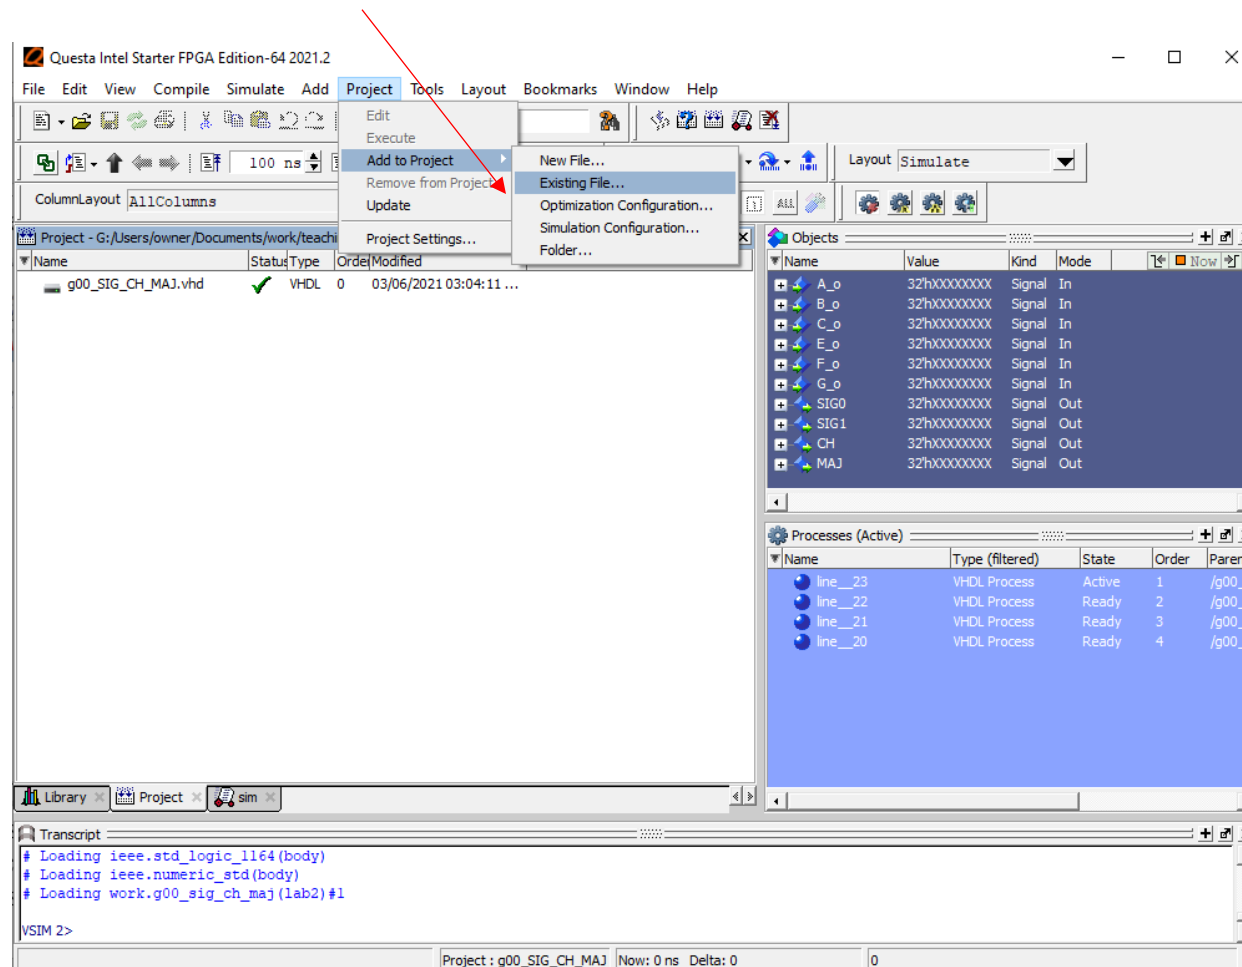 Questa Intel Starter FPGA Edition-64 2021.2
File Edit View Compile Simulate Add Project Tools Layout Bookmarks Window Help
Edit
Execute
100 ns
Add to Project
New File...
Layout Simulate
Remove from Project
Existing File...
ColumnLayout AllColumns
Update
Optimization Configuration...
ALL
Simulation Configuration...
Project Settings...
Folder...
Project - G:/Users/owner/Documents/work/teachi
Name Status Type Order Modified
g00_SIG_CH_MAJ.vhd VHDL 0 03/06/2021 03:04:11 ...
Objects
Name Value Kind Mode Now
A_o 32'hXXXXXXXX Signal In
B_o 32'hXXXXXXXX Signal In
C_o 32'hXXXXXXXX Signal In
E_o 32'hXXXXXXXX Signal In
F_o 32'hXXXXXXXX Signal In
G_o 32'hXXXXXXXX Signal In
SIG0 32'hXXXXXXXX Signal Out
SIG1 32'hXXXXXXXX Signal Out
CH 32'hXXXXXXXX Signal Out
MAJ 32'hXXXXXXXX Signal Out
Processes (Active)
Name Type (filtered) State Order Paren
line__23 VHDL Process Active 1 /g00_
line__22 VHDL Process Ready 2 /g00_
line__21 VHDL Process Ready 3 /g00_
line__20 VHDL Process Ready 4 /g00_
Library Project sim
Transcript
# Loading ieee.std_logic_1164(body)
# Loading ieee.numeric_std(body)
# Loading work.g00_sig_ch_maj(lab2)#1
VSIM 2>
Project : g00_SIG_CH_MAJ Now: 0 ns Delta: 0 0